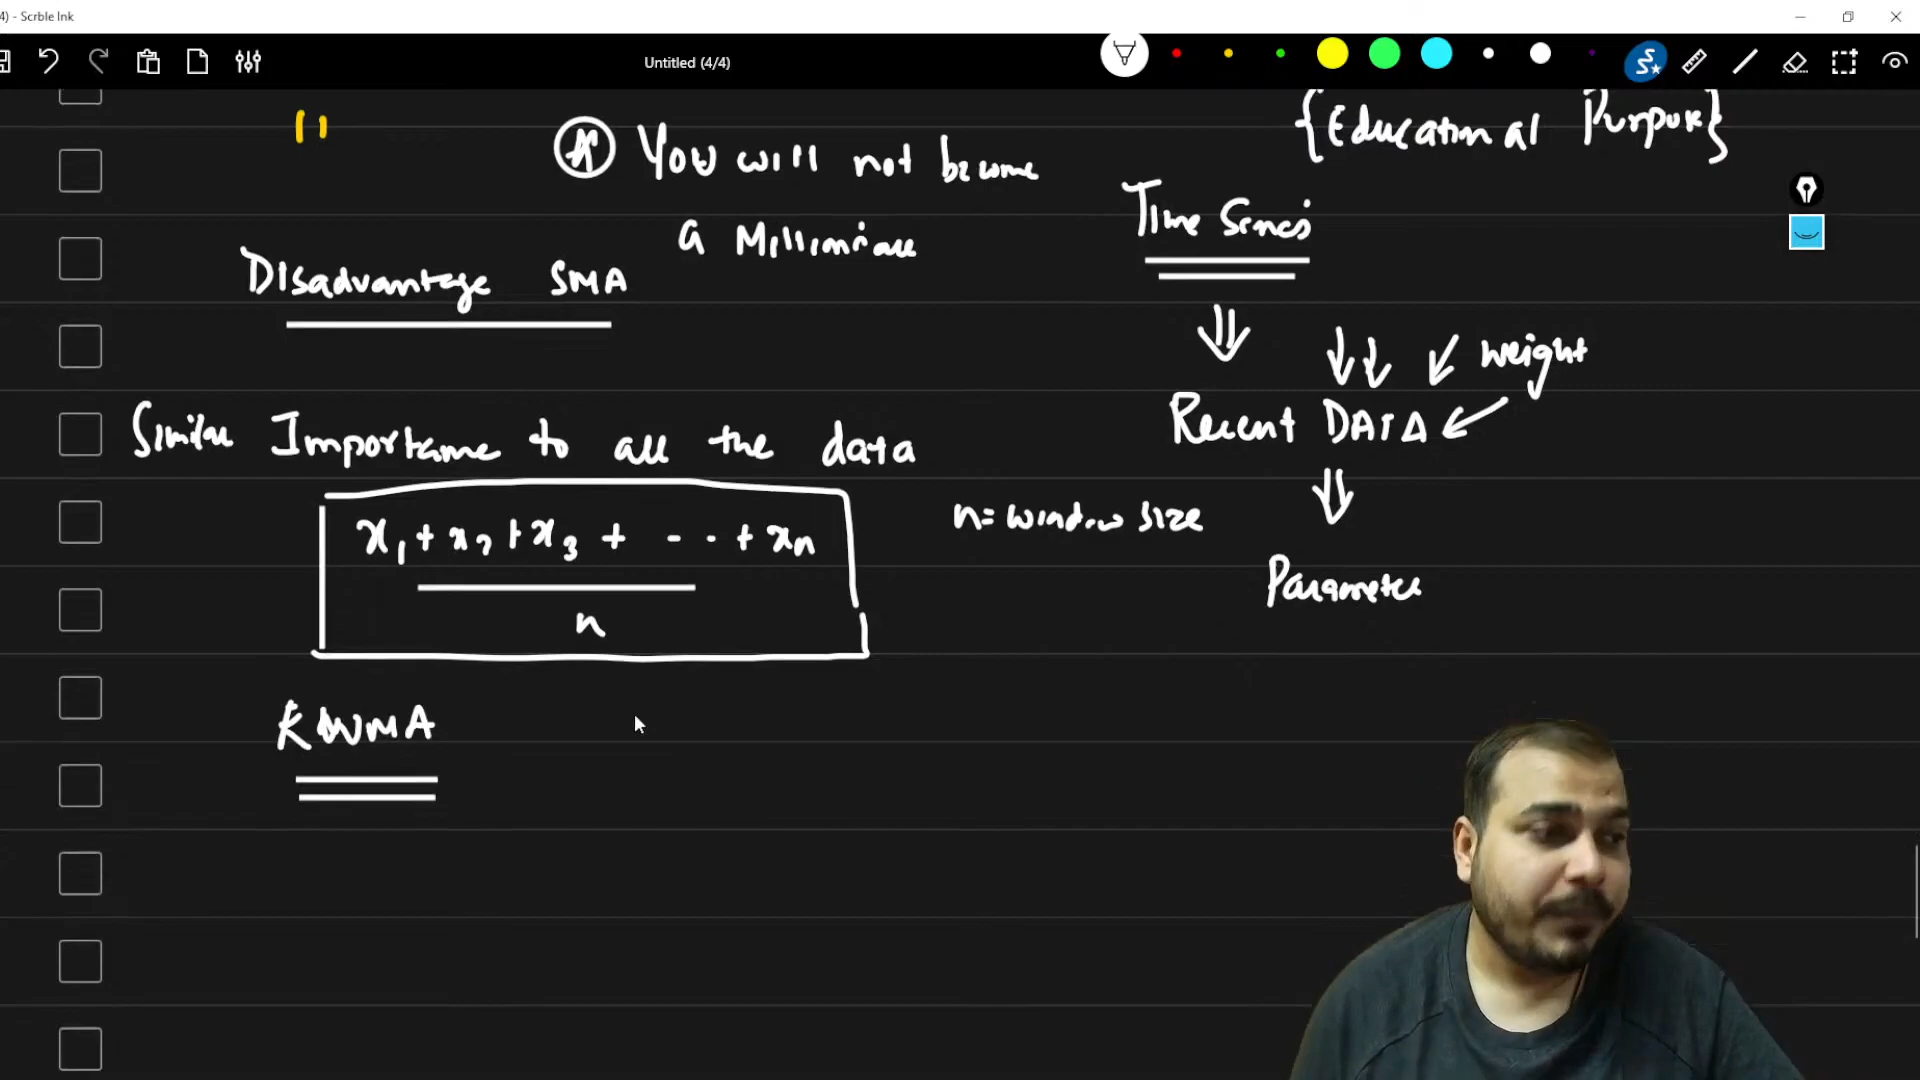 4) - Scrble Ink
Untitled (4/4)
{Educational Purpose}
You will not become
a Millionaire
Time Series
Disadvantage SMA
weight
Recent DATA
Similar Importance to all the data
x₁ + x₂ + x₃ + - - . + xₙ
n
n = window size
Parameter